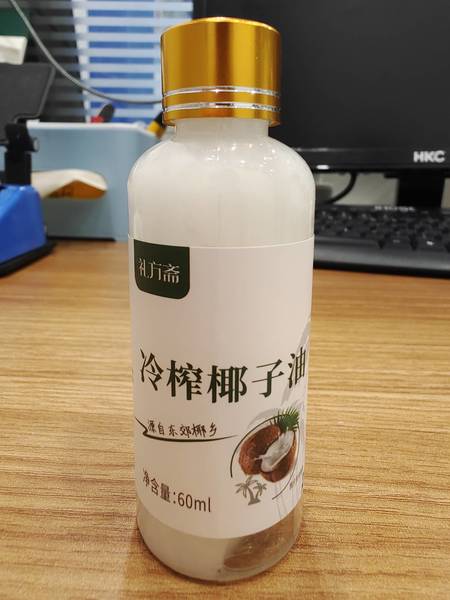 HKC
礼方斋
冷榨椰子油
源自东郊椰乡
净含量:60ml